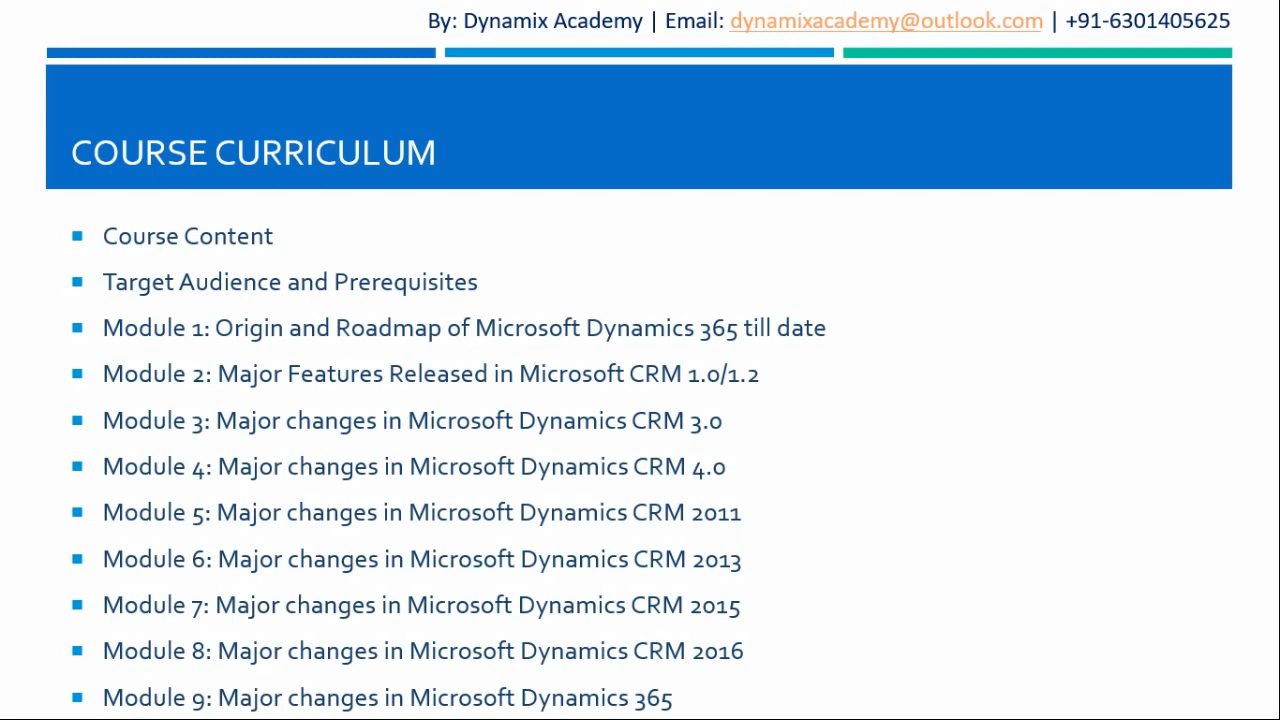 By: Dynamix Academy | Email: dynamixacademy@outlook.com | +91-6301405625
COURSE CURRICULUM
Course Content
Target Audience and Prerequisites
Module 1: Origin and Roadmap of Microsoft Dynamics 365 till date
Module 2: Major Features Released in Microsoft CRM 1.0/1.2
Module 3: Major changes in Microsoft Dynamics CRM 3.0
Module 4: Major changes in Microsoft Dynamics CRM 4.0
Module 5: Major changes in Microsoft Dynamics CRM 2011
Module 6: Major changes in Microsoft Dynamics CRM 2013
Module 7: Major changes in Microsoft Dynamics CRM 2015
Module 8: Major changes in Microsoft Dynamics CRM 2016
Module 9: Major changes in Microsoft Dynamics 365